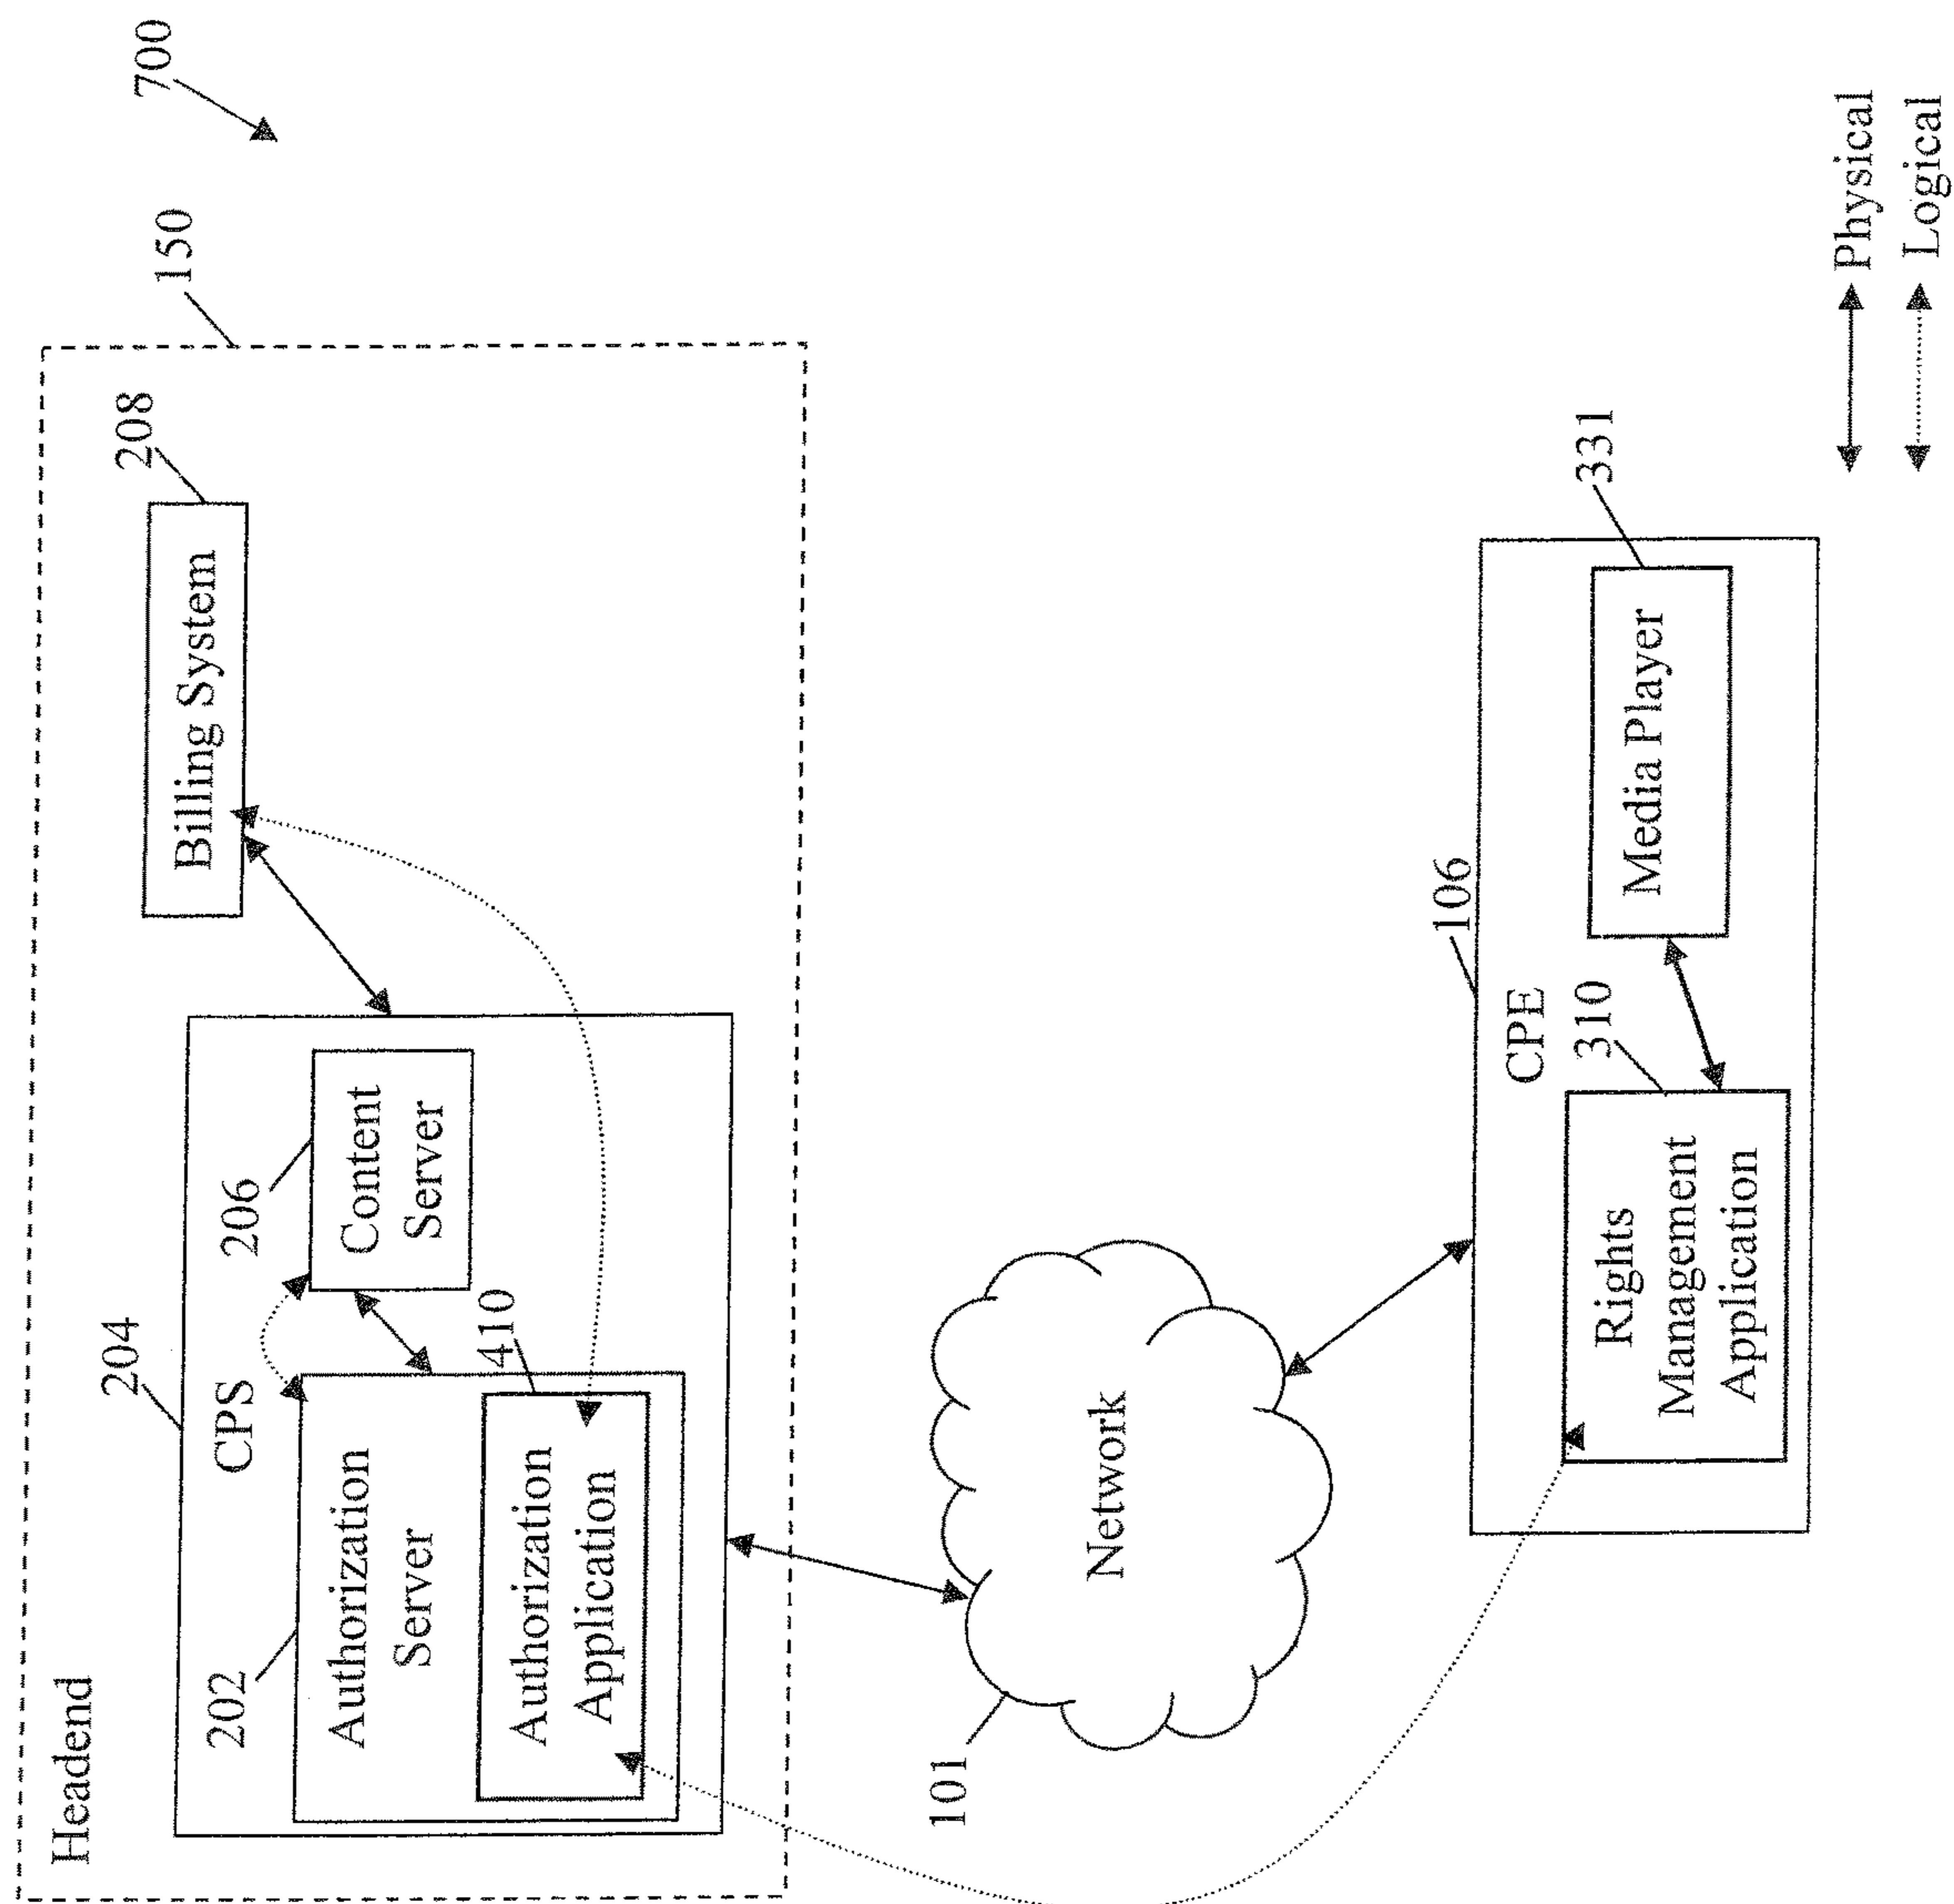 700
Headend
150
204
CPS
202
Authorization
Server
Authorization
Application
410
206
Content
Server
208
Billing System
101
Network
106
CPE
310
Rights
Management
Application
331
Media Player
Physical
Logical